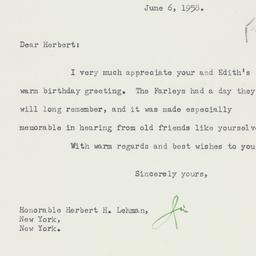 June 6, 1958.
Dear Herbert:
I very much appreciate your and Edith's
warm birthday greeting. The Farleys had a day they
will long remember, and it was made especially
memorable in hearing from old friends like yourselve
With warm regards and best wishes to you
Sincerely yours,
Honorable Herbert H. Lehman,
New York,
New York.